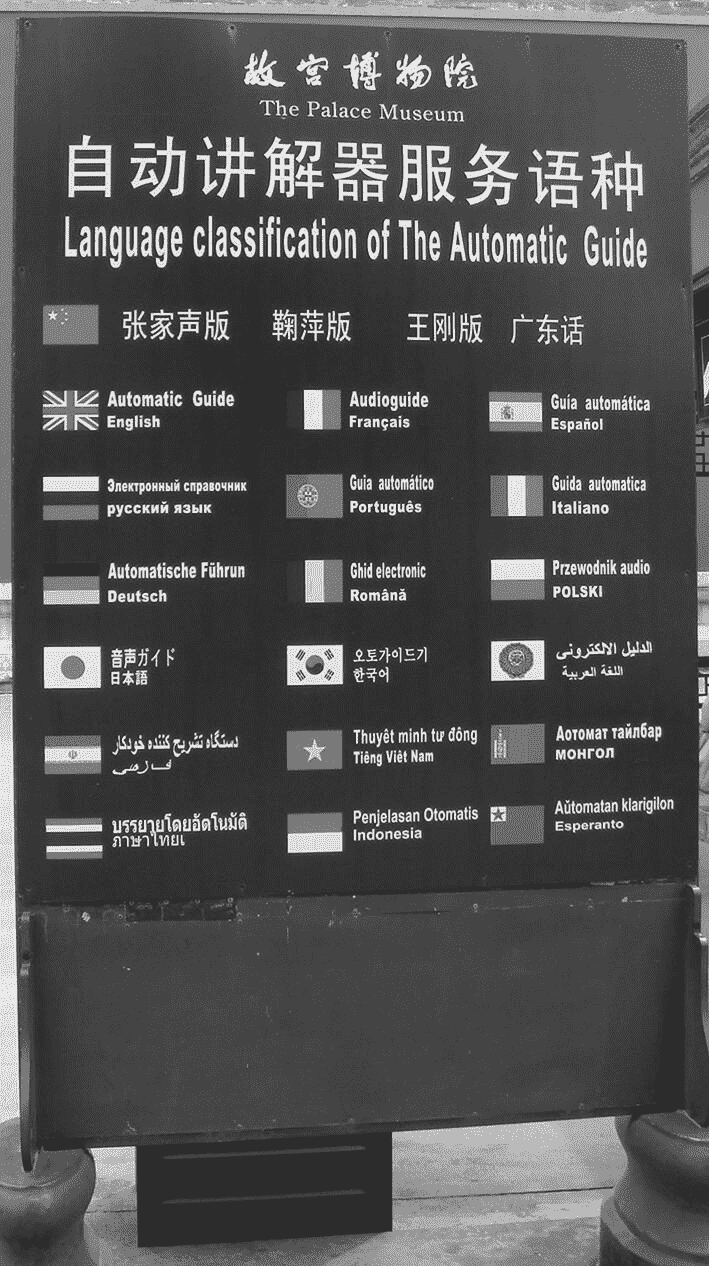 故宫博物院
The Palace Museum
自动讲解器服务语种
Language classification of The Automatic Guide
张家声版 鞠萍版 王刚版 广东话
Automatic Guide
English
Audioguide
Français
Guía automática
Español
Электронный справочник
русский язык
Guia automático
Português
Guida automatica
Italiano
Automatische Führun
Deutsch
Ghid electronic
Română
Przewodnik audio
POLSKI
音声ガイド
日本語
오토가이드기
한국어
الدليل الالكترونى
اللغة العربية
دستگاه تشریح کننده خودکار
فارسی
Thuyêt minh tư đông
Tiêng Viêt Nam
Аотомат тайлбар
МОНГОЛ
บรรยายโดยอัตโนมัติ
ภาษาไทยเ
Penjelasan Otomatis
Indonesia
Aŭtomatan klarigilon
Esperanto